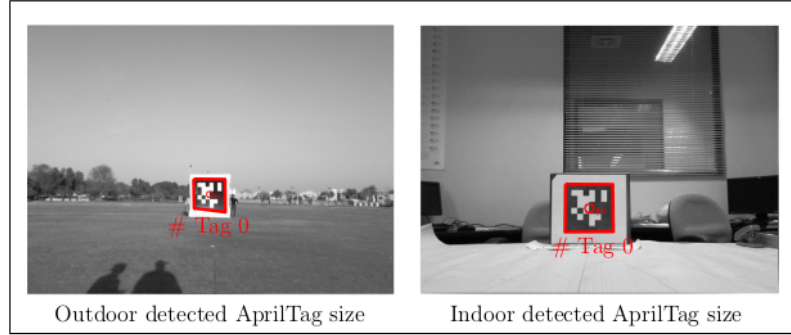 # Tag 0
# Tag 0
Outdoor detected AprilTag size
Indoor detected AprilTag size